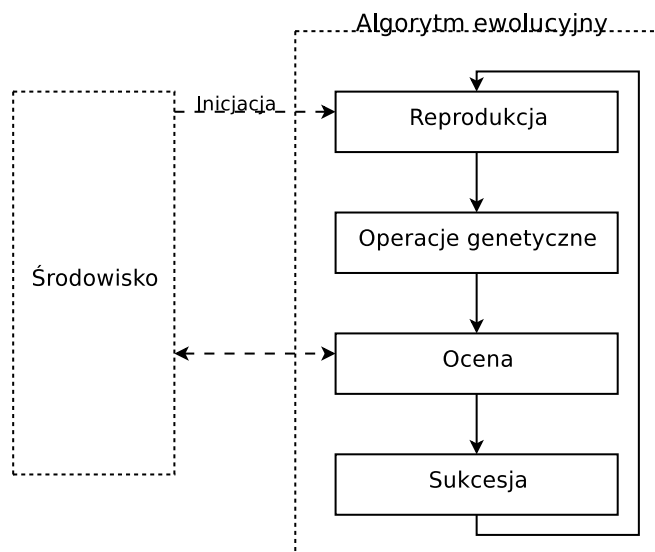 Algorytm ewolucyjny
Inicjacja
Reprodukcja
Operacje genetyczne
Środowisko
Ocena
Sukcesja